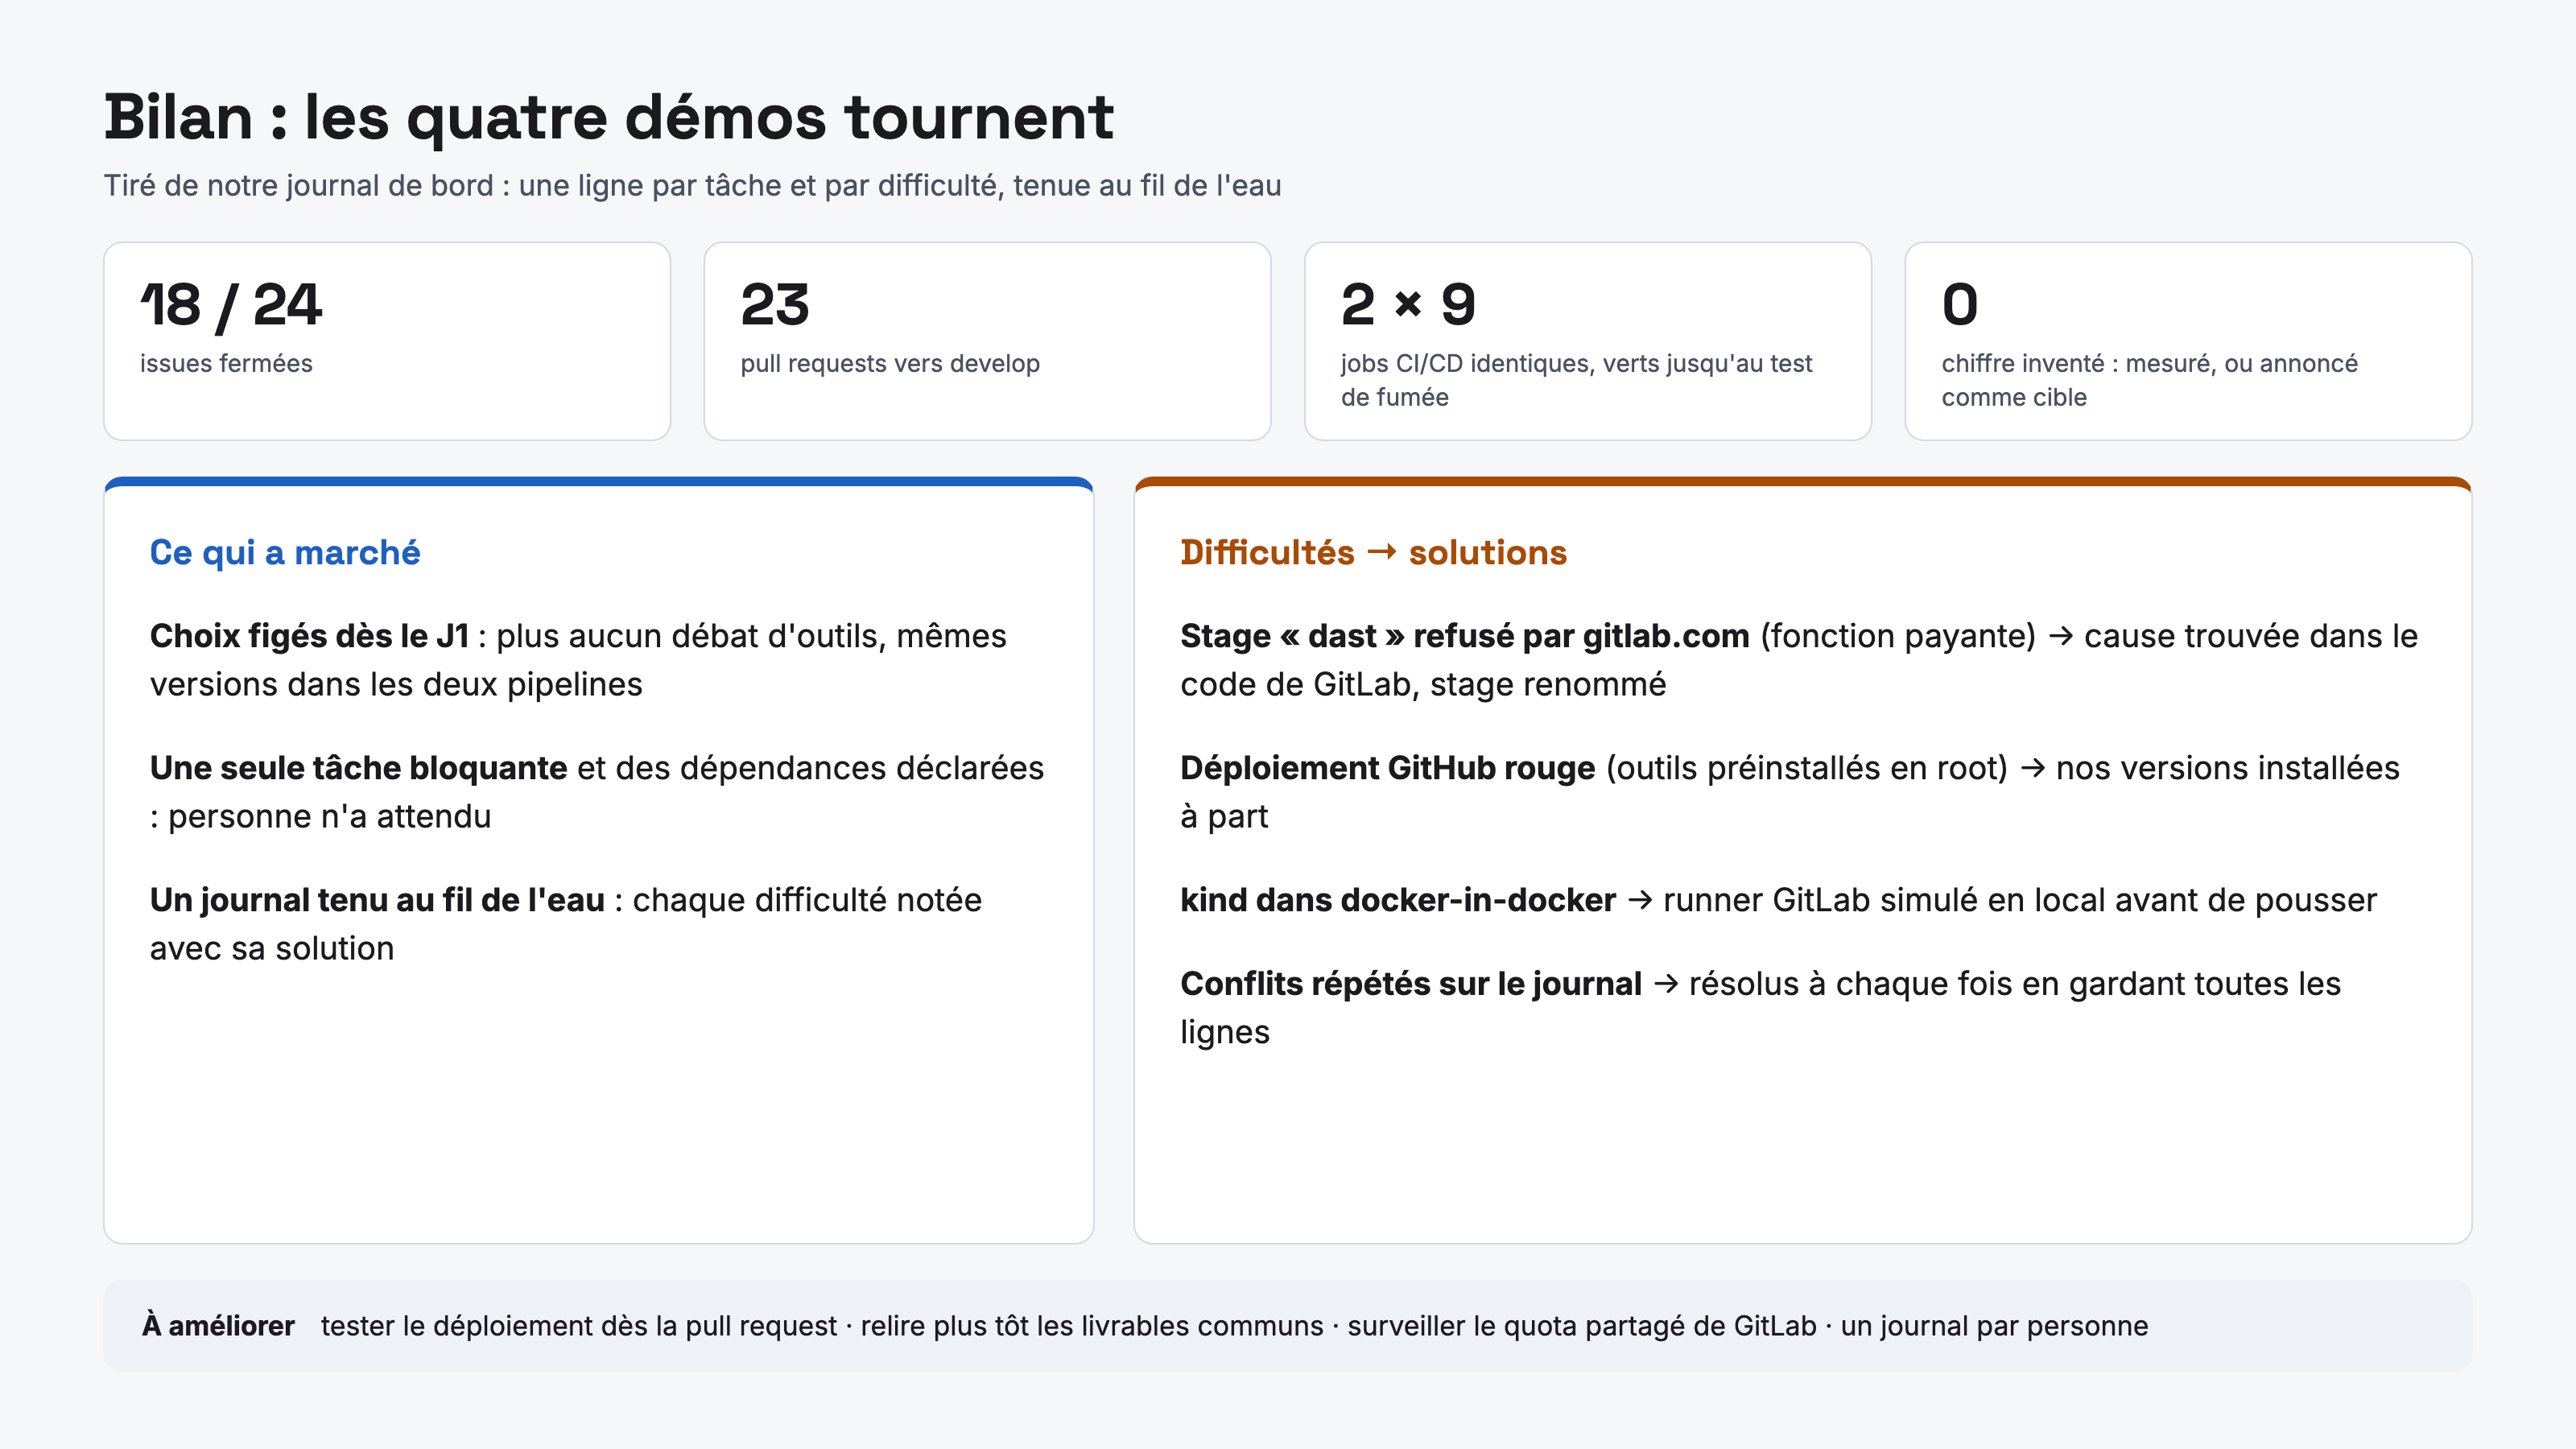 Bilan : les quatre démos tournent
Tiré de notre journal de bord : une ligne par tâche et par difficulté, tenue au fil de l'eau
18 / 24
issues fermées
23
pull requests vers develop
2 × 9
jobs CI/CD identiques, verts jusqu'au test
de fumée
0
chiffre inventé : mesuré, ou annoncé
comme cible
Ce qui a marché
Choix figés dès le J1 : plus aucun débat d'outils, mêmes
versions dans les deux pipelines
Une seule tâche bloquante et des dépendances déclarées
: personne n'a attendu
Un journal tenu au fil de l'eau : chaque difficulté notée
avec sa solution
Difficultés → solutions
Stage « dast » refusé par gitlab.com (fonction payante) → cause trouvée dans le
code de GitLab, stage renommé
Déploiement GitHub rouge (outils préinstallés en root) → nos versions installées
à part
kind dans docker-in-docker → runner GitLab simulé en local avant de pousser
Conflits répétés sur le journal → résolus à chaque fois en gardant toutes les
lignes
À améliorer tester le déploiement dès la pull request · relire plus tôt les livrables communs · surveiller le quota partagé de GitLab · un journal par personne